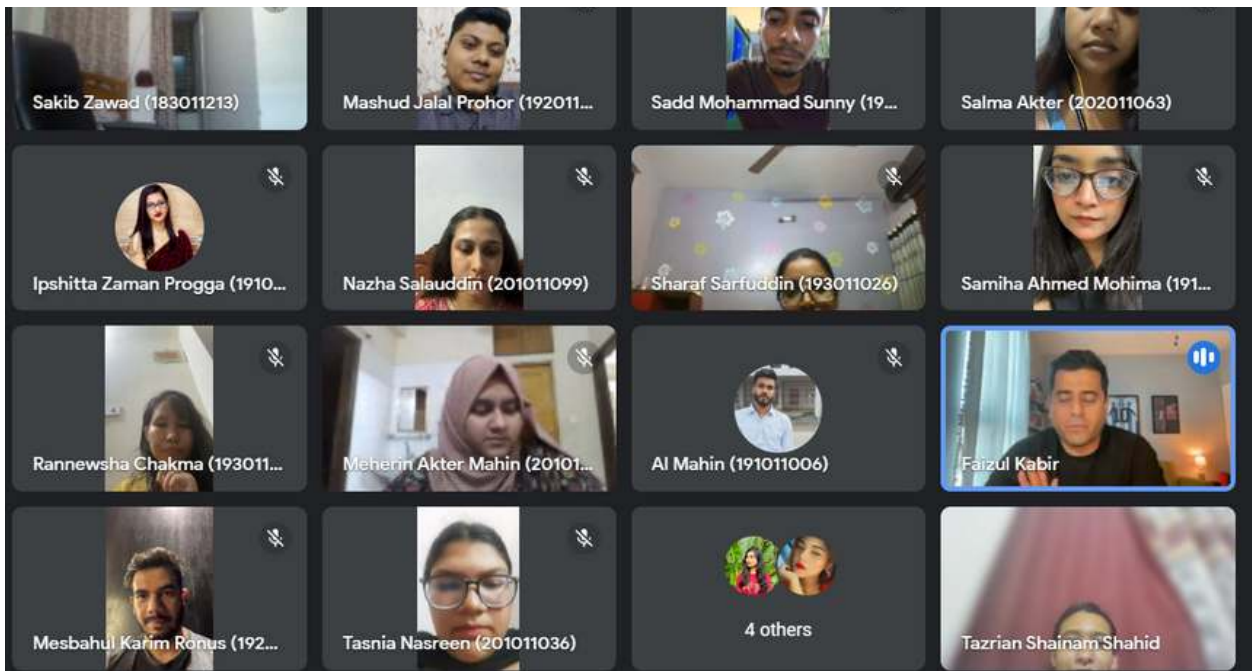 Sakib Zawad (183011213)
Mashud Jalal Prohor (192011...
Sadd Mohammad Sunny (19...
Salma Akter (202011063)
Ipshitta Zaman Progga (1910...
Nazha Salauddin (201011099)
Sharaf Sarfuddin (193011026)
Samiha Ahmed Mohima (191...
Rannewsha Chakma (193011...
Meherin Akter Mahin (20101...
Al Mahin (191011006)
Faizul Kabir
Mesbahul Karim Ronus (192...
Tasnia Nasreen (201011036)
4 others
Tazrian Shainam Shahid